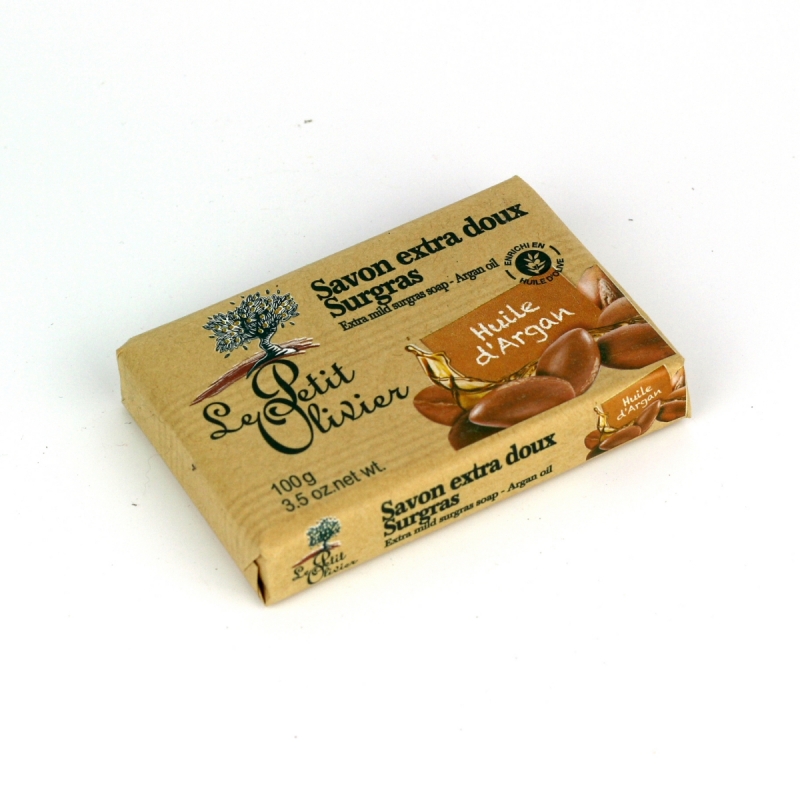 Savon extra doux
Surgras
Extra mild surgras soap - Argan oil
ENRICHI EN
HUILE D'OLIVE
Huile
d'Argan
Le Petit
Olivier
100g
3.5 oz.net wt.
Savon extra doux
Surgras
Extra mild surgras soap - Argan oil
Huile
d'Argan
Le Petit
Olivier